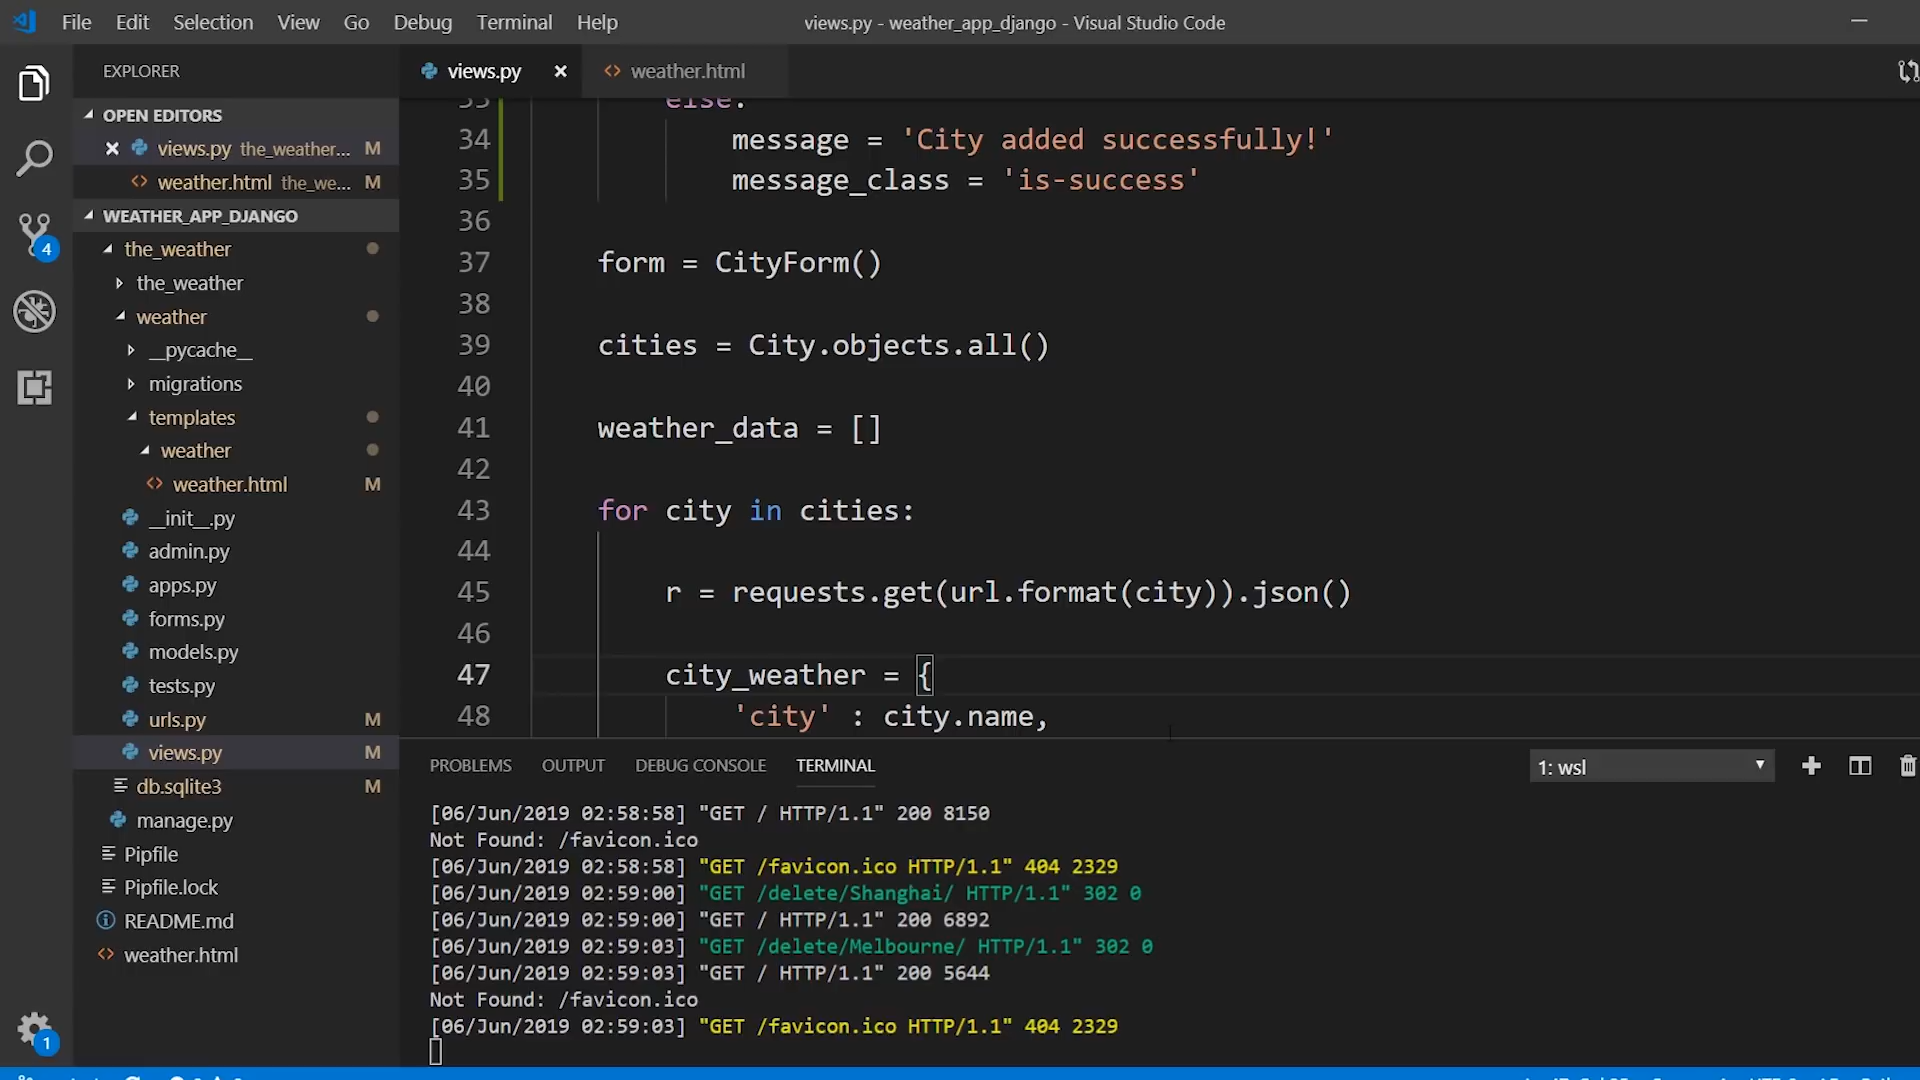 File Edit Selection View Go Debug Terminal Help
views.py - weather_app_django - Visual Studio Code
EXPLORER
OPEN EDITORS
views.py the_weather... M
weather.html the_we... M
WEATHER_APP_DJANGO
the_weather
the_weather
weather
__pycache__
migrations
templates
weather
weather.html M
__init__.py
admin.py
apps.py
forms.py
models.py
tests.py
urls.py M
views.py M
db.sqlite3 M
manage.py
Pipfile
Pipfile.lock
README.md
weather.html
4
1
views.py
weather.html
33 else:
34 message = 'City added successfully!'
35 message_class = 'is-success'
36
37 form = CityForm()
38
39 cities = City.objects.all()
40
41 weather_data = []
42
43 for city in cities:
44
45 r = requests.get(url.format(city)).json()
46
47 city_weather = {
48 'city' : city.name,
PROBLEMS OUTPUT DEBUG CONSOLE TERMINAL
1: wsl
[06/Jun/2019 02:58:58] "GET / HTTP/1.1" 200 8150
Not Found: /favicon.ico
[06/Jun/2019 02:58:58] "GET /favicon.ico HTTP/1.1" 404 2329
[06/Jun/2019 02:59:00] "GET /delete/Shanghai/ HTTP/1.1" 302 0
[06/Jun/2019 02:59:00] "GET / HTTP/1.1" 200 6892
[06/Jun/2019 02:59:03] "GET /delete/Melbourne/ HTTP/1.1" 302 0
[06/Jun/2019 02:59:03] "GET / HTTP/1.1" 200 5644
Not Found: /favicon.ico
[06/Jun/2019 02:59:03] "GET /favicon.ico HTTP/1.1" 404 2329